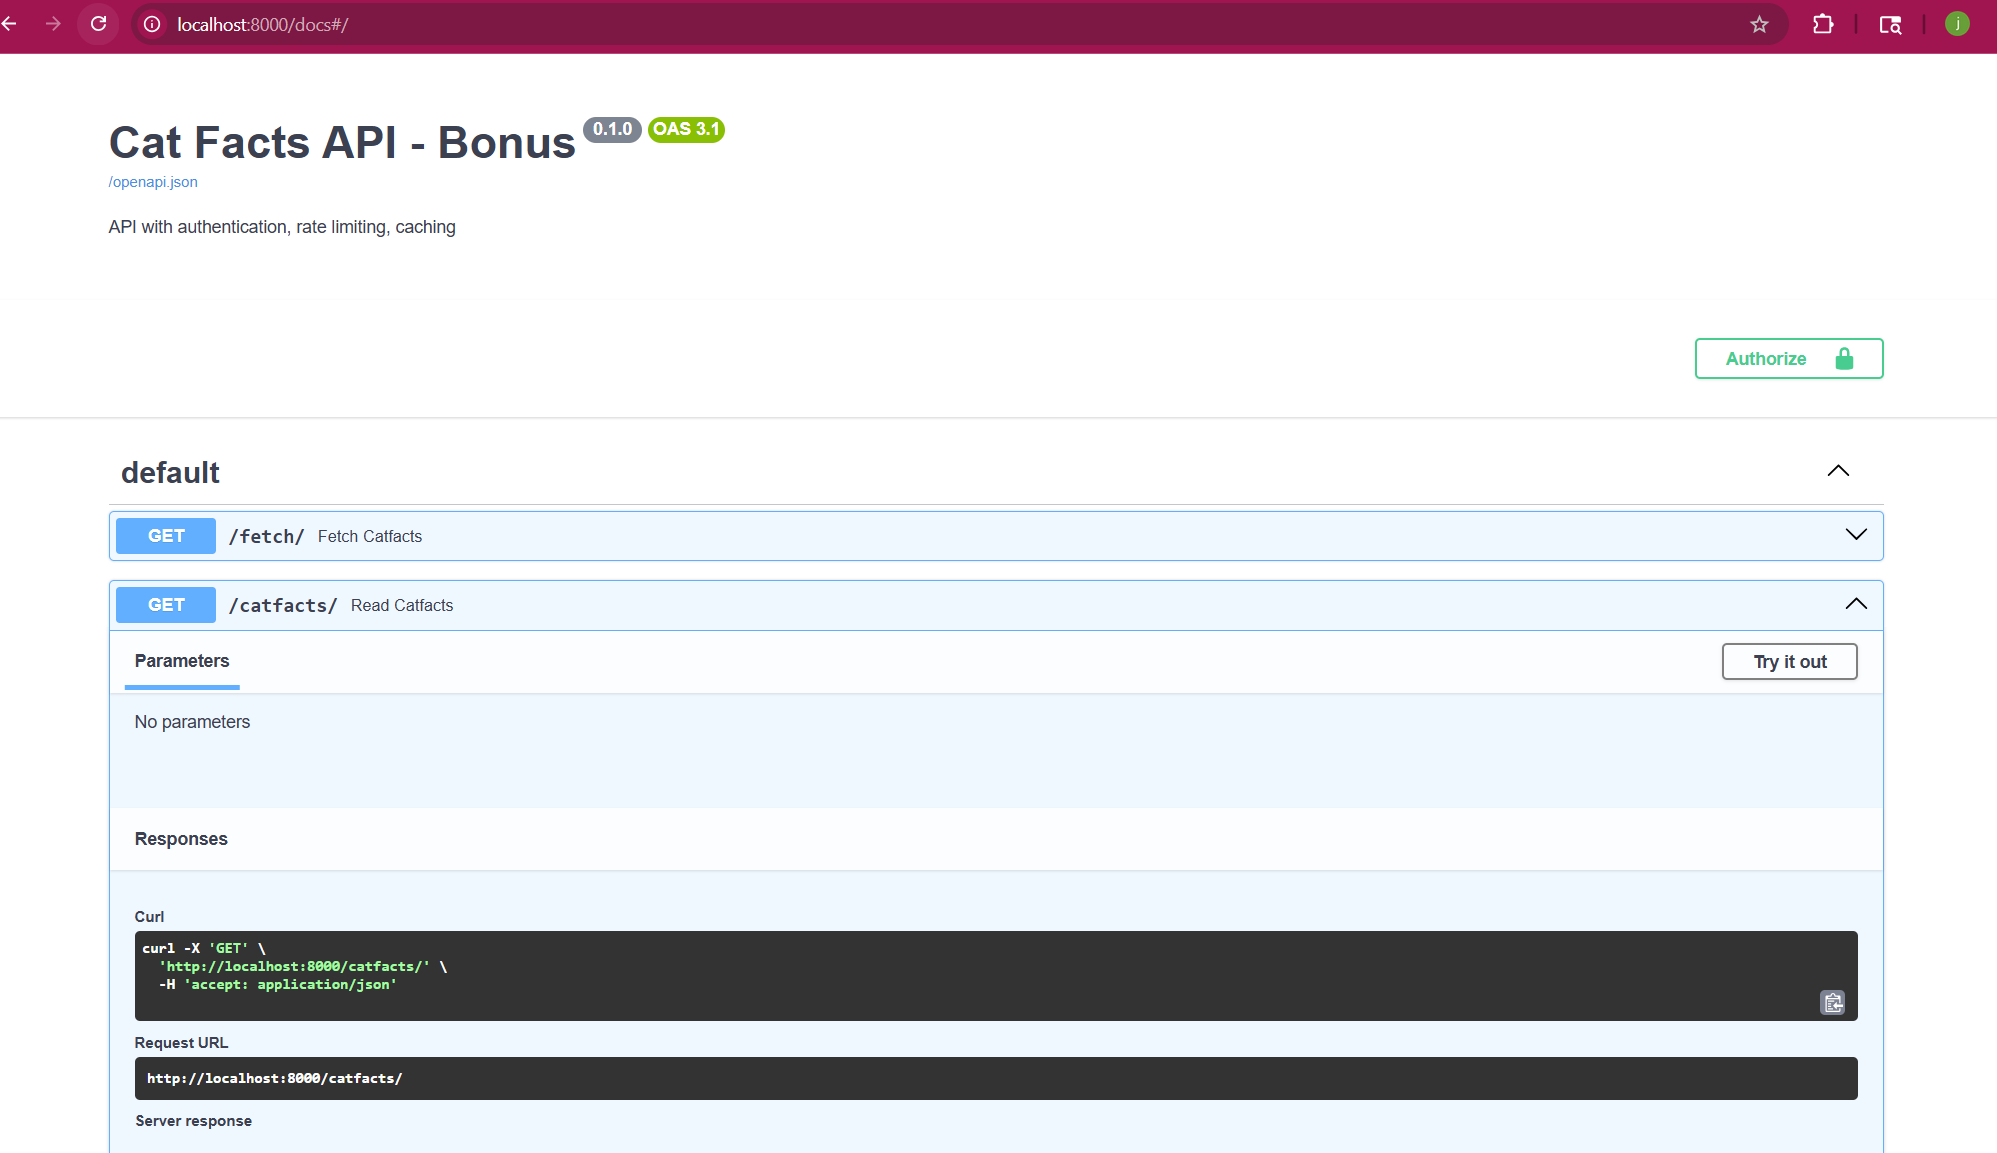 localhost:8000/docs#/
j
Cat Facts API - Bonus 0.1.0 OAS 3.1
/openapi.json
API with authentication, rate limiting, caching
Authorize
default
GET /fetch/ Fetch Catfacts
GET /catfacts/ Read Catfacts
Parameters
Try it out
No parameters
Responses
Curl
curl -X 'GET' \
'http://localhost:8000/catfacts/' \
-H 'accept: application/json'
Request URL
http://localhost:8000/catfacts/
Server response